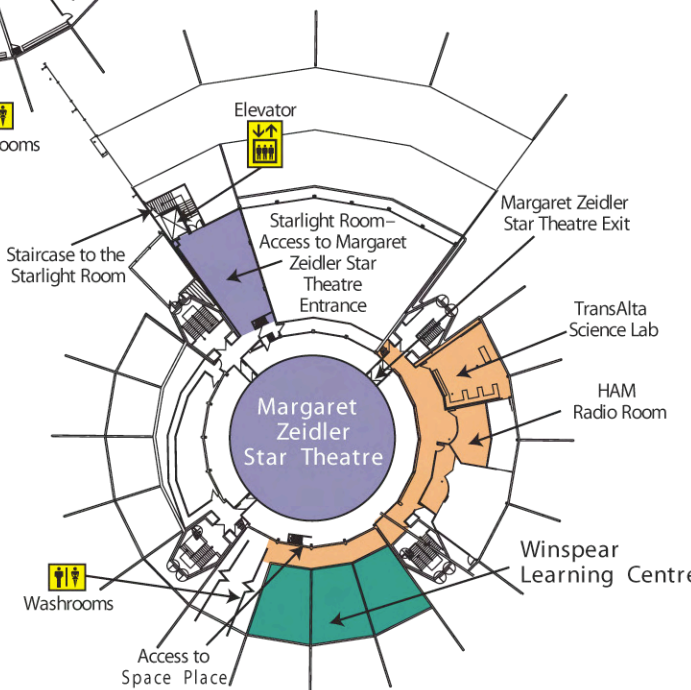 Elevator
ooms
Margaret Zeidler
Star Theatre Exit
Starlight Room–
Access to Margaret
Zeidler Star
Theatre
Entrance
Staircase to the
Starlight Room
TransAlta
Science Lab
HAM
Radio Room
Margaret
Zeidler
Star Theatre
Winspear
Learning Centre
Washrooms
Access to
Space Place